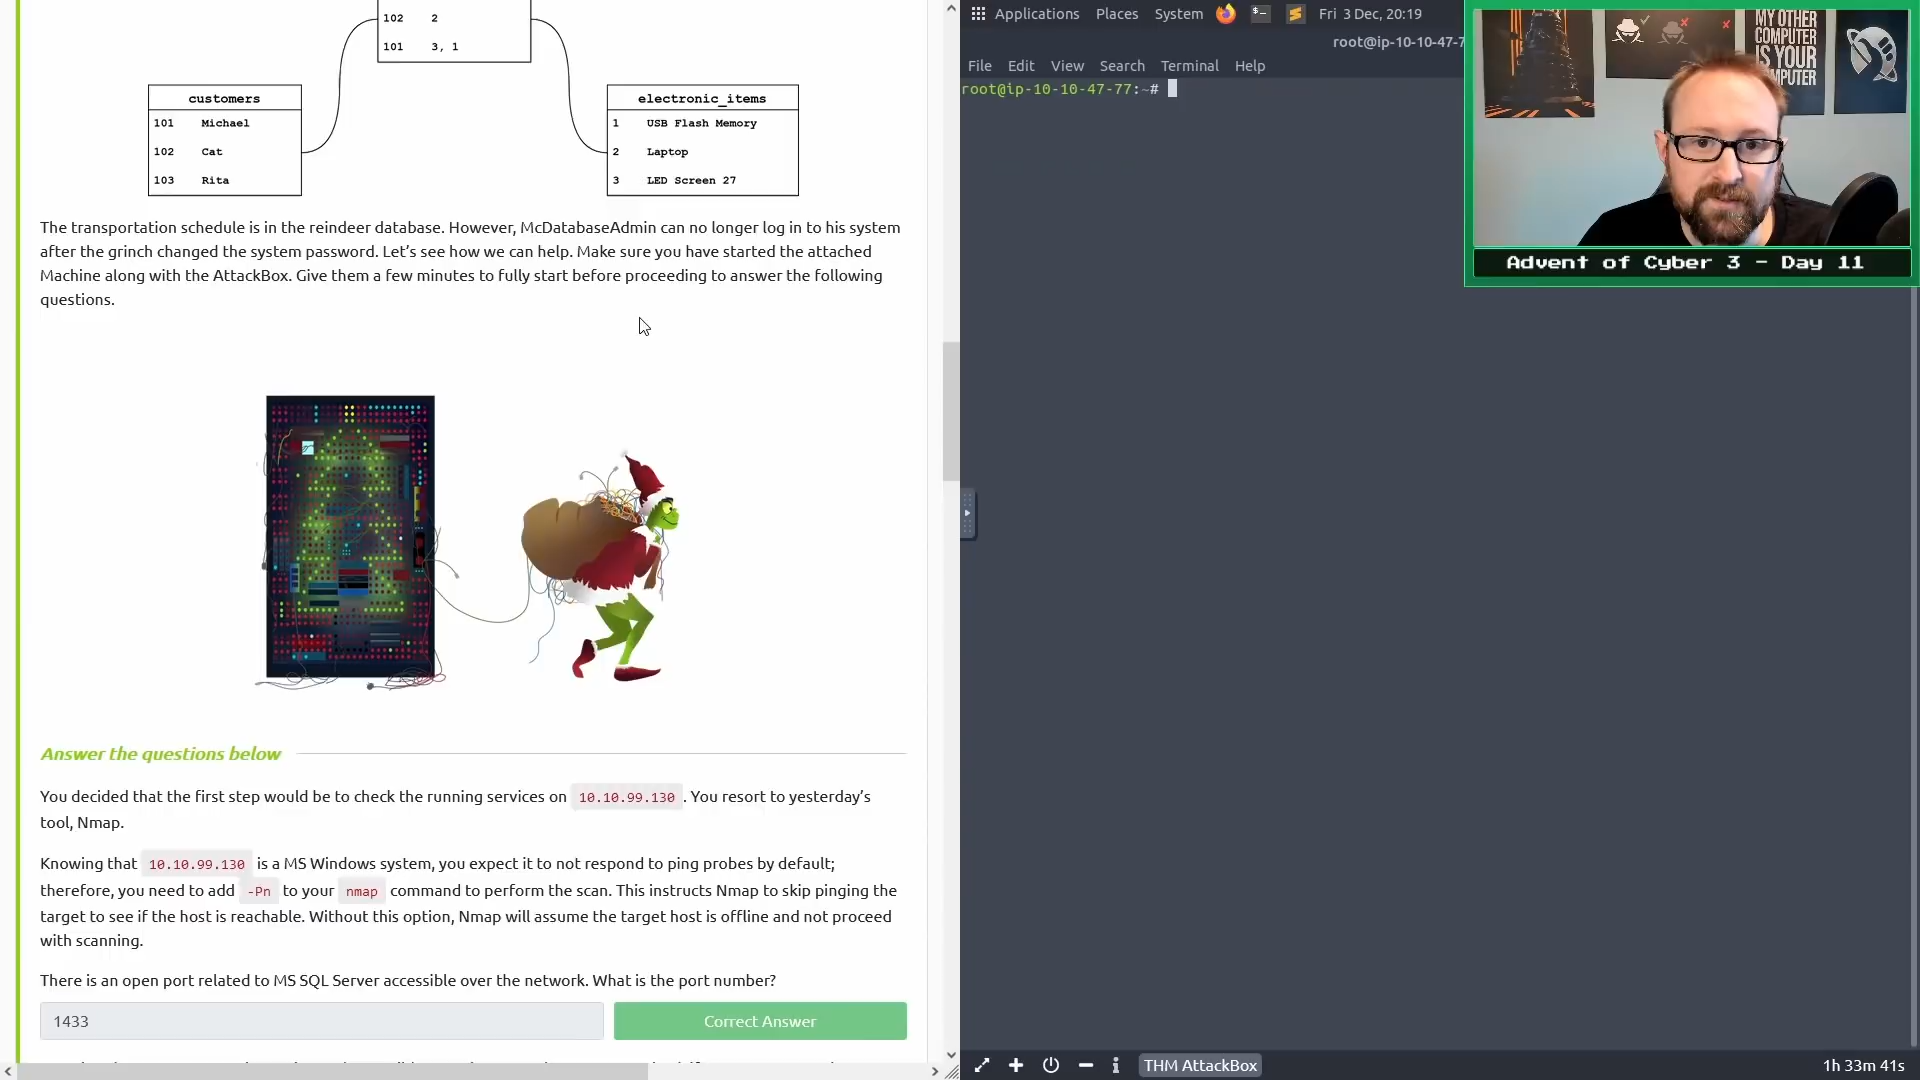 102 2
101 3, 1
customers
101 Michael
102 Cat
103 Rita
electronic_items
1 USB Flash Memory
2 Laptop
3 LED Screen 27
The transportation schedule is in the reindeer database. However, McDatabaseAdmin can no longer log in to his system
after the grinch changed the system password. Let’s see how we can help. Make sure you have started the attached
Machine along with the AttackBox. Give them a few minutes to fully start before proceeding to answer the following
questions.
Answer the questions below
You decided that the first step would be to check the running services on 10.10.99.130 . You resort to yesterday’s
tool, Nmap.
Knowing that 10.10.99.130 is a MS Windows system, you expect it to not respond to ping probes by default;
therefore, you need to add -Pn to your nmap command to perform the scan. This instructs Nmap to skip pinging the
target to see if the host is reachable. Without this option, Nmap will assume the target host is offline and not proceed
with scanning.
There is an open port related to MS SQL Server accessible over the network. What is the port number?
1433
Correct Answer
Applications Places System Fri 3 Dec, 20:19
root@ip-10-10-47-7
File Edit View Search Terminal Help
root@ip-10-10-47-77:~#
MY OTHER
COMPUTER
IS YOUR
COMPUTER
Advent of Cyber 3 - Day 11
THM AttackBox
1h 33m 41s